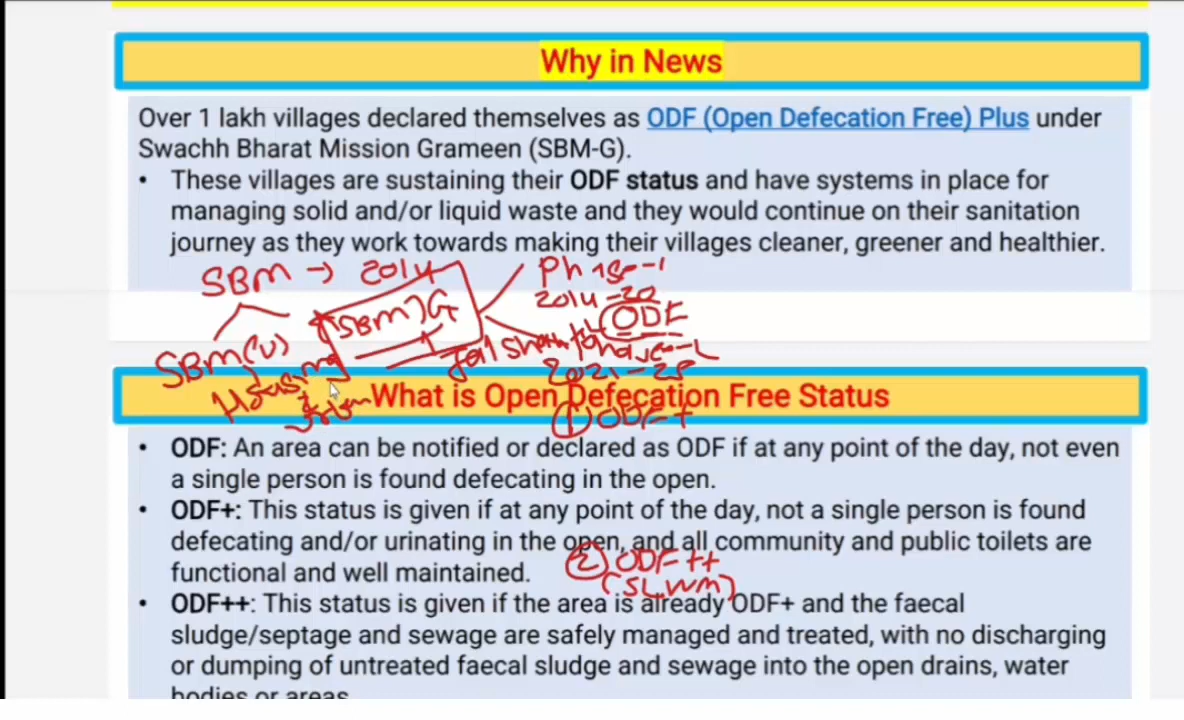 Why in News
Over 1 lakh villages declared themselves as ODF (Open Defecation Free) Plus under
Swachh Bharat Mission Grameen (SBM-G).
• These villages are sustaining their ODF status and have systems in place for
managing solid and/or liquid waste and they would continue on their sanitation
journey as they work towards making their villages cleaner, greener and healthier.
SBM → 2014
SBM(U)
(SBM)G
Phase-1
2014-20
ODF
2021-25
① ODF+
What is Open Defecation Free Status
• ODF: An area can be notified or declared as ODF if at any point of the day, not even
a single person is found defecating in the open.
• ODF+: This status is given if at any point of the day, not a single person is found
defecating and/or urinating in the open, and all community and public toilets are
functional and well maintained.
② ODF++
(SLWM)
• ODF++: This status is given if the area is already ODF+ and the faecal
sludge/septage and sewage are safely managed and treated, with no discharging
or dumping of untreated faecal sludge and sewage into the open drains, water
bodies or areas